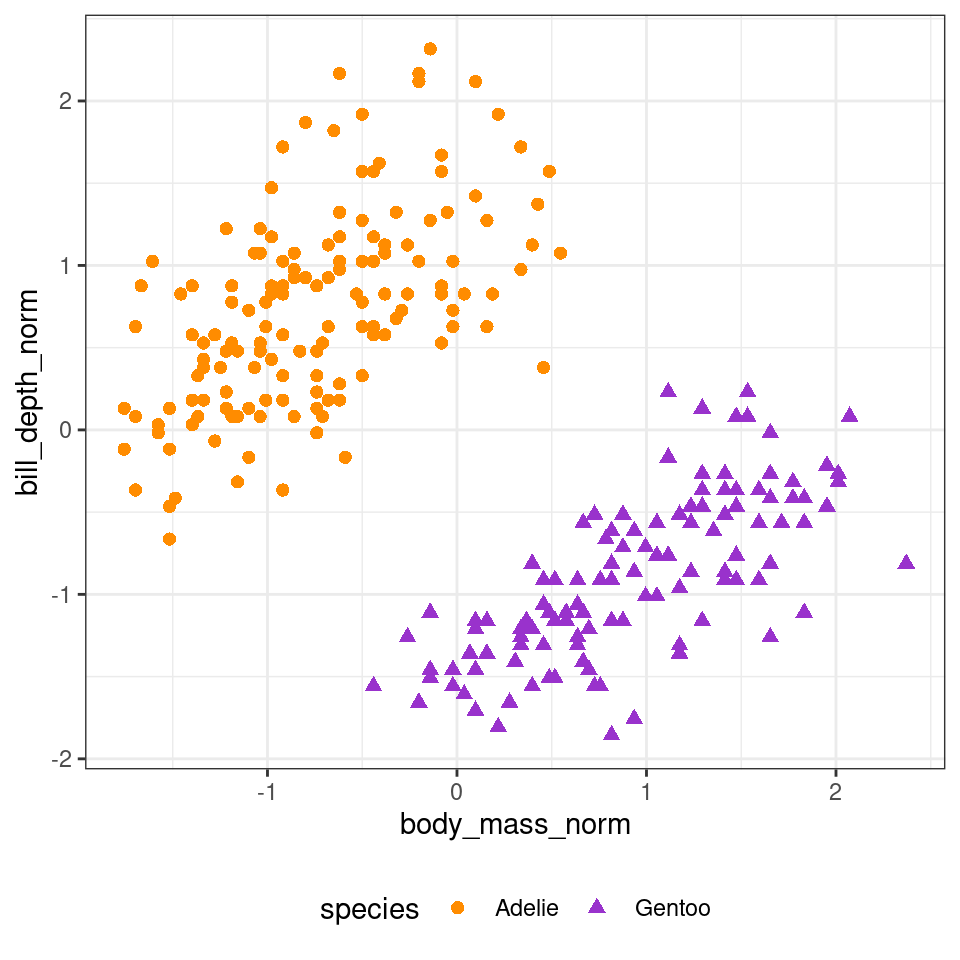 2
1
0
-1
-2
bill_depth_norm
-1 0 1 2
body_mass_norm
species Adelie Gentoo